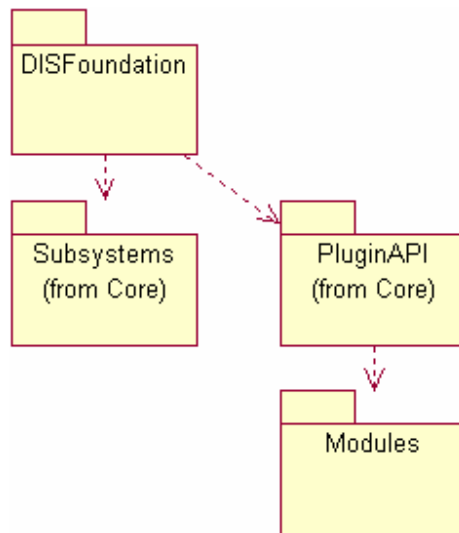 DISFoundation
Subsystems
(from Core)
PluginAPI
(from Core)
Modules